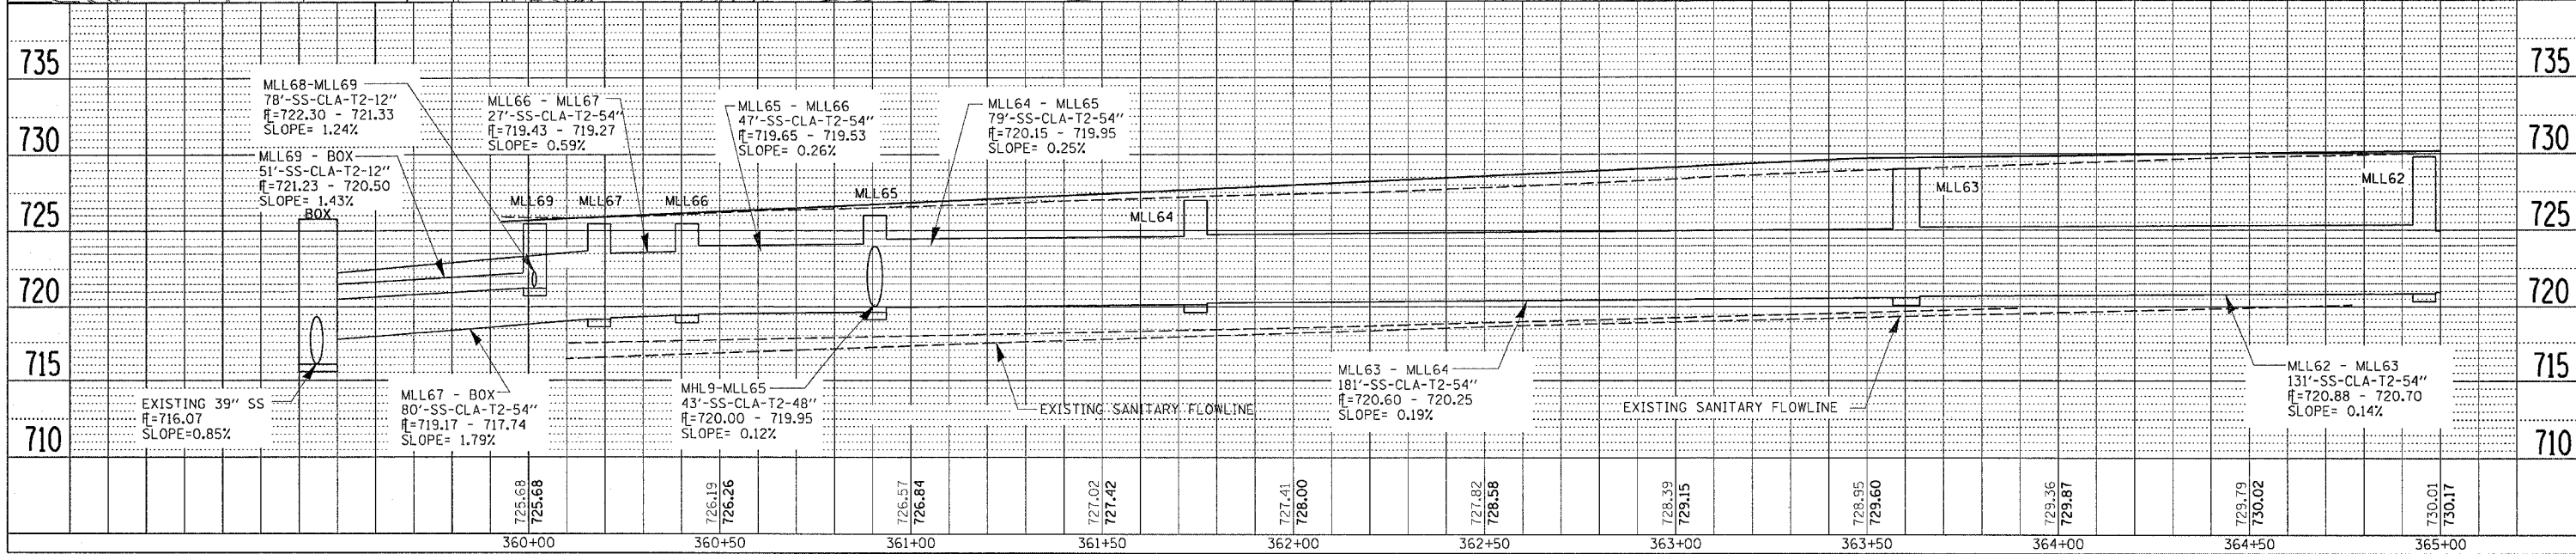 735
735
730
730
725
725
720
720
715
715
710
710
MLL68-MLL69
78'-SS-CLA-T2-12"
FL=722.30 - 721.33
SLOPE= 1.24%
MLL69 - BOX
51'-SS-CLA-T2-12"
FL=721.23 - 720.50
SLOPE= 1.43%
BOX
MLL66 - MLL67
27'-SS-CLA-T2-54"
FL=719.43 - 719.27
SLOPE= 0.59%
MLL65 - MLL66
47'-SS-CLA-T2-54"
FL=719.65 - 719.53
SLOPE= 0.26%
MLL64 - MLL65
79'-SS-CLA-T2-54"
FL=720.15 - 719.95
SLOPE= 0.25%
MLL69
MLL67
MLL66
MLL65
MLL64
MLL63
MLL62
EXISTING 39" SS
FL=716.07
SLOPE=0.85%
MLL67 - BOX
80'-SS-CLA-T2-54"
FL=719.17 - 717.74
SLOPE= 1.79%
MHL9-MLL65
43'-SS-CLA-T2-48"
FL=720.00 - 719.95
SLOPE= 0.12%
EXISTING SANITARY FLOWLINE
MLL63 - MLL64
181'-SS-CLA-T2-54"
FL=720.60 - 720.25
SLOPE= 0.19%
EXISTING SANITARY FLOWLINE
MLL62 - MLL63
131'-SS-CLA-T2-54"
FL=720.88 - 720.70
SLOPE= 0.14%
725.68
725.68
726.19
726.26
726.57
726.84
727.02
727.42
727.41
728.00
727.82
728.58
728.39
729.15
728.95
729.60
729.36
729.87
729.79
730.02
730.01
730.17
360+00
360+50
361+00
361+50
362+00
362+50
363+00
363+50
364+00
364+50
365+00